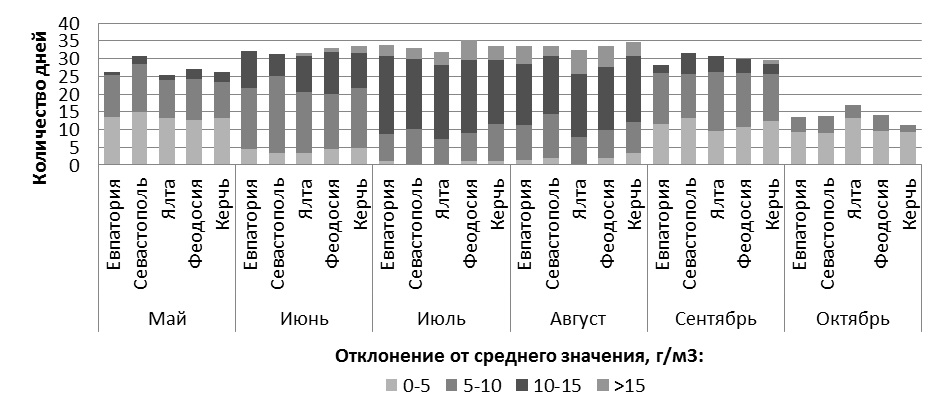 Количество дней
40
35
30
25
20
15
10
5
0
Евпатория Севастополь Ялта Феодосия Керчь Евпатория Севастополь Ялта Феодосия Керчь Евпатория Севастополь Ялта Феодосия Керчь Евпатория Севастополь Ялта Феодосия Керчь Евпатория Севастополь Ялта Феодосия Керчь Евпатория Севастополь Ялта Феодосия Керчь
Май Июнь Июль Август Сентябрь Октябрь
Отклонение от среднего значения, г/м3:
0-5 5-10 10-15 >15